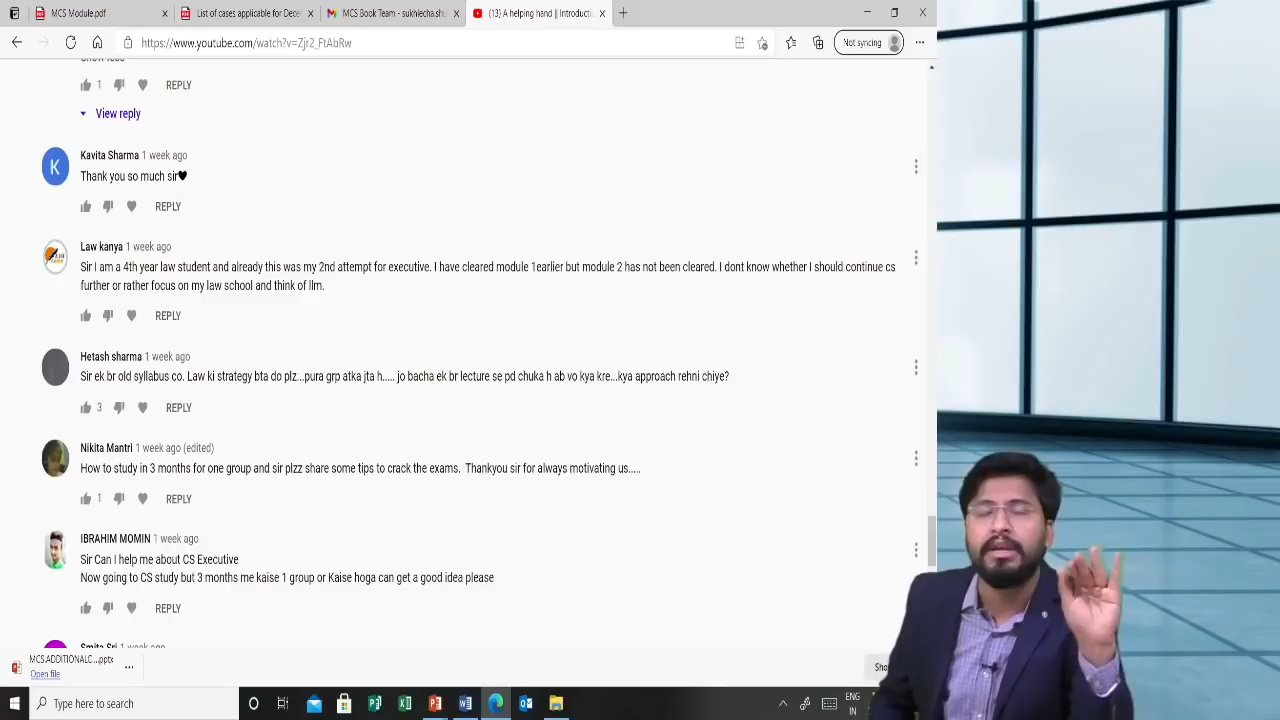 MCS Module.pdf
List of cases applicable for Dece
MCS Book Team - sukhlecha
(13) A helping hand || Introducti
https://www.youtube.com/watch?v=Zjr2_FtAbRw
Not syncing
Show less
1 REPLY
View reply
K
Kavita Sharma 1 week ago
Thank you so much sir♥
REPLY
Law kanya 1 week ago
Sir I am a 4th year law student and already this was my 2nd attempt for executive. I have cleared module 1earlier but module 2 has not been cleared. I dont know whether I should continue cs
further or rather focus on my law school and think of llm.
REPLY
Hetash sharma 1 week ago
Sir ek br old syllabus co. Law ki strategy bta do plz...pura grp atka jta h..... jo bacha ek br lecture se pd chuka h ab vo kya kre...kya approach rehni chiye?
3 REPLY
Nikita Mantri 1 week ago (edited)
How to study in 3 months for one group and sir plzz share some tips to crack the exams. Thankyou sir for always motivating us.....
1 REPLY
IBRAHIM MOMIN 1 week ago
Sir Can I help me about CS Executive
Now going to CS study but 3 months me kaise 1 group or Kaise hoga can get a good idea please
REPLY
Smita Sri 1 week ago
MCS.ADDITIONALC....pptx
Open file
Sho
Type here to search
ENG
IN